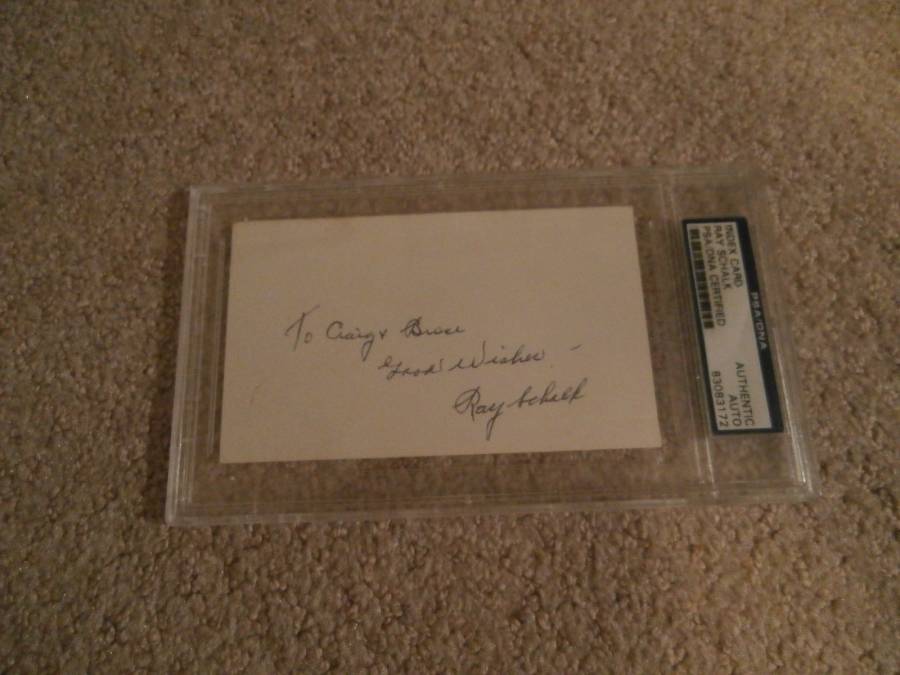 To Craig & Bruce
Good Wishes -
Ray Schalk
PSA/DNA
INDEX CARD
RAY SCHALK
PSA/DNA CERTIFIED
AUTHENTIC
AUTO
83083172